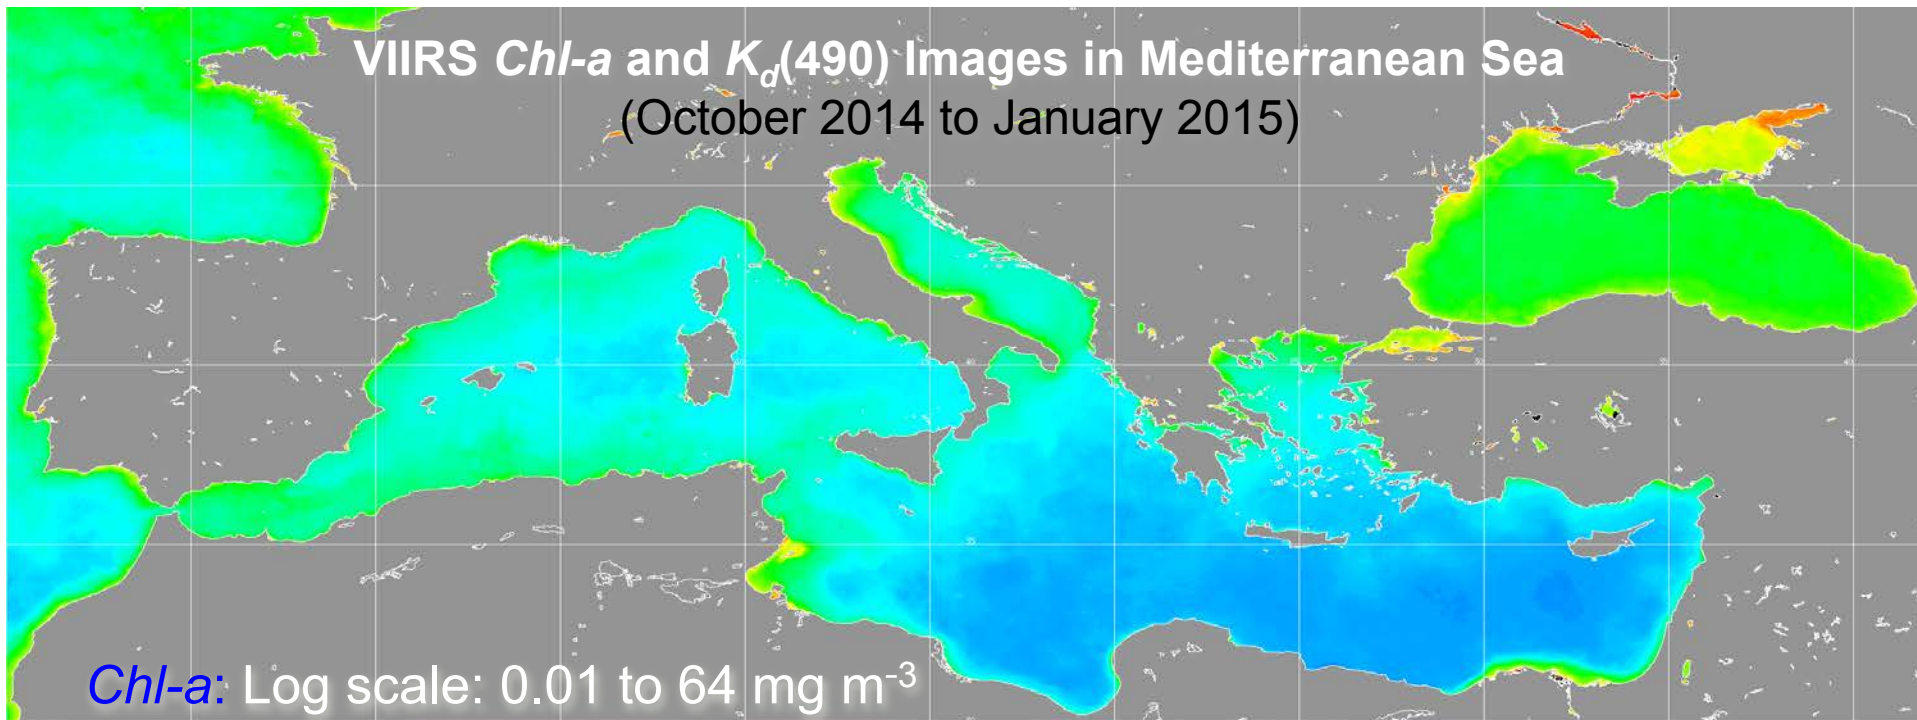 VIIRS Chl-a and K_d(490) Images in Mediterranean Sea
(October 2014 to January 2015)
Chl-a: Log scale: 0.01 to 64 mg m⁻³